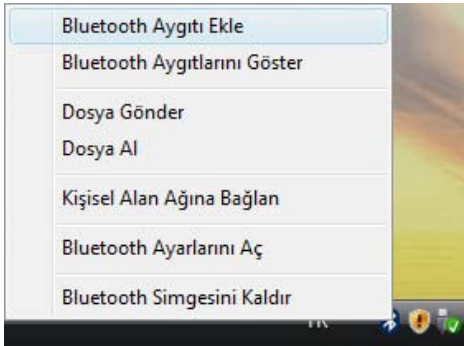 Bluetooth Aygıtı Ekle
Bluetooth Aygıtlarını Göster
Dosya Gönder
Dosya Al
Kişisel Alan Ağına Bağlan
Bluetooth Ayarlarını Aç
Bluetooth Simgesini Kaldır